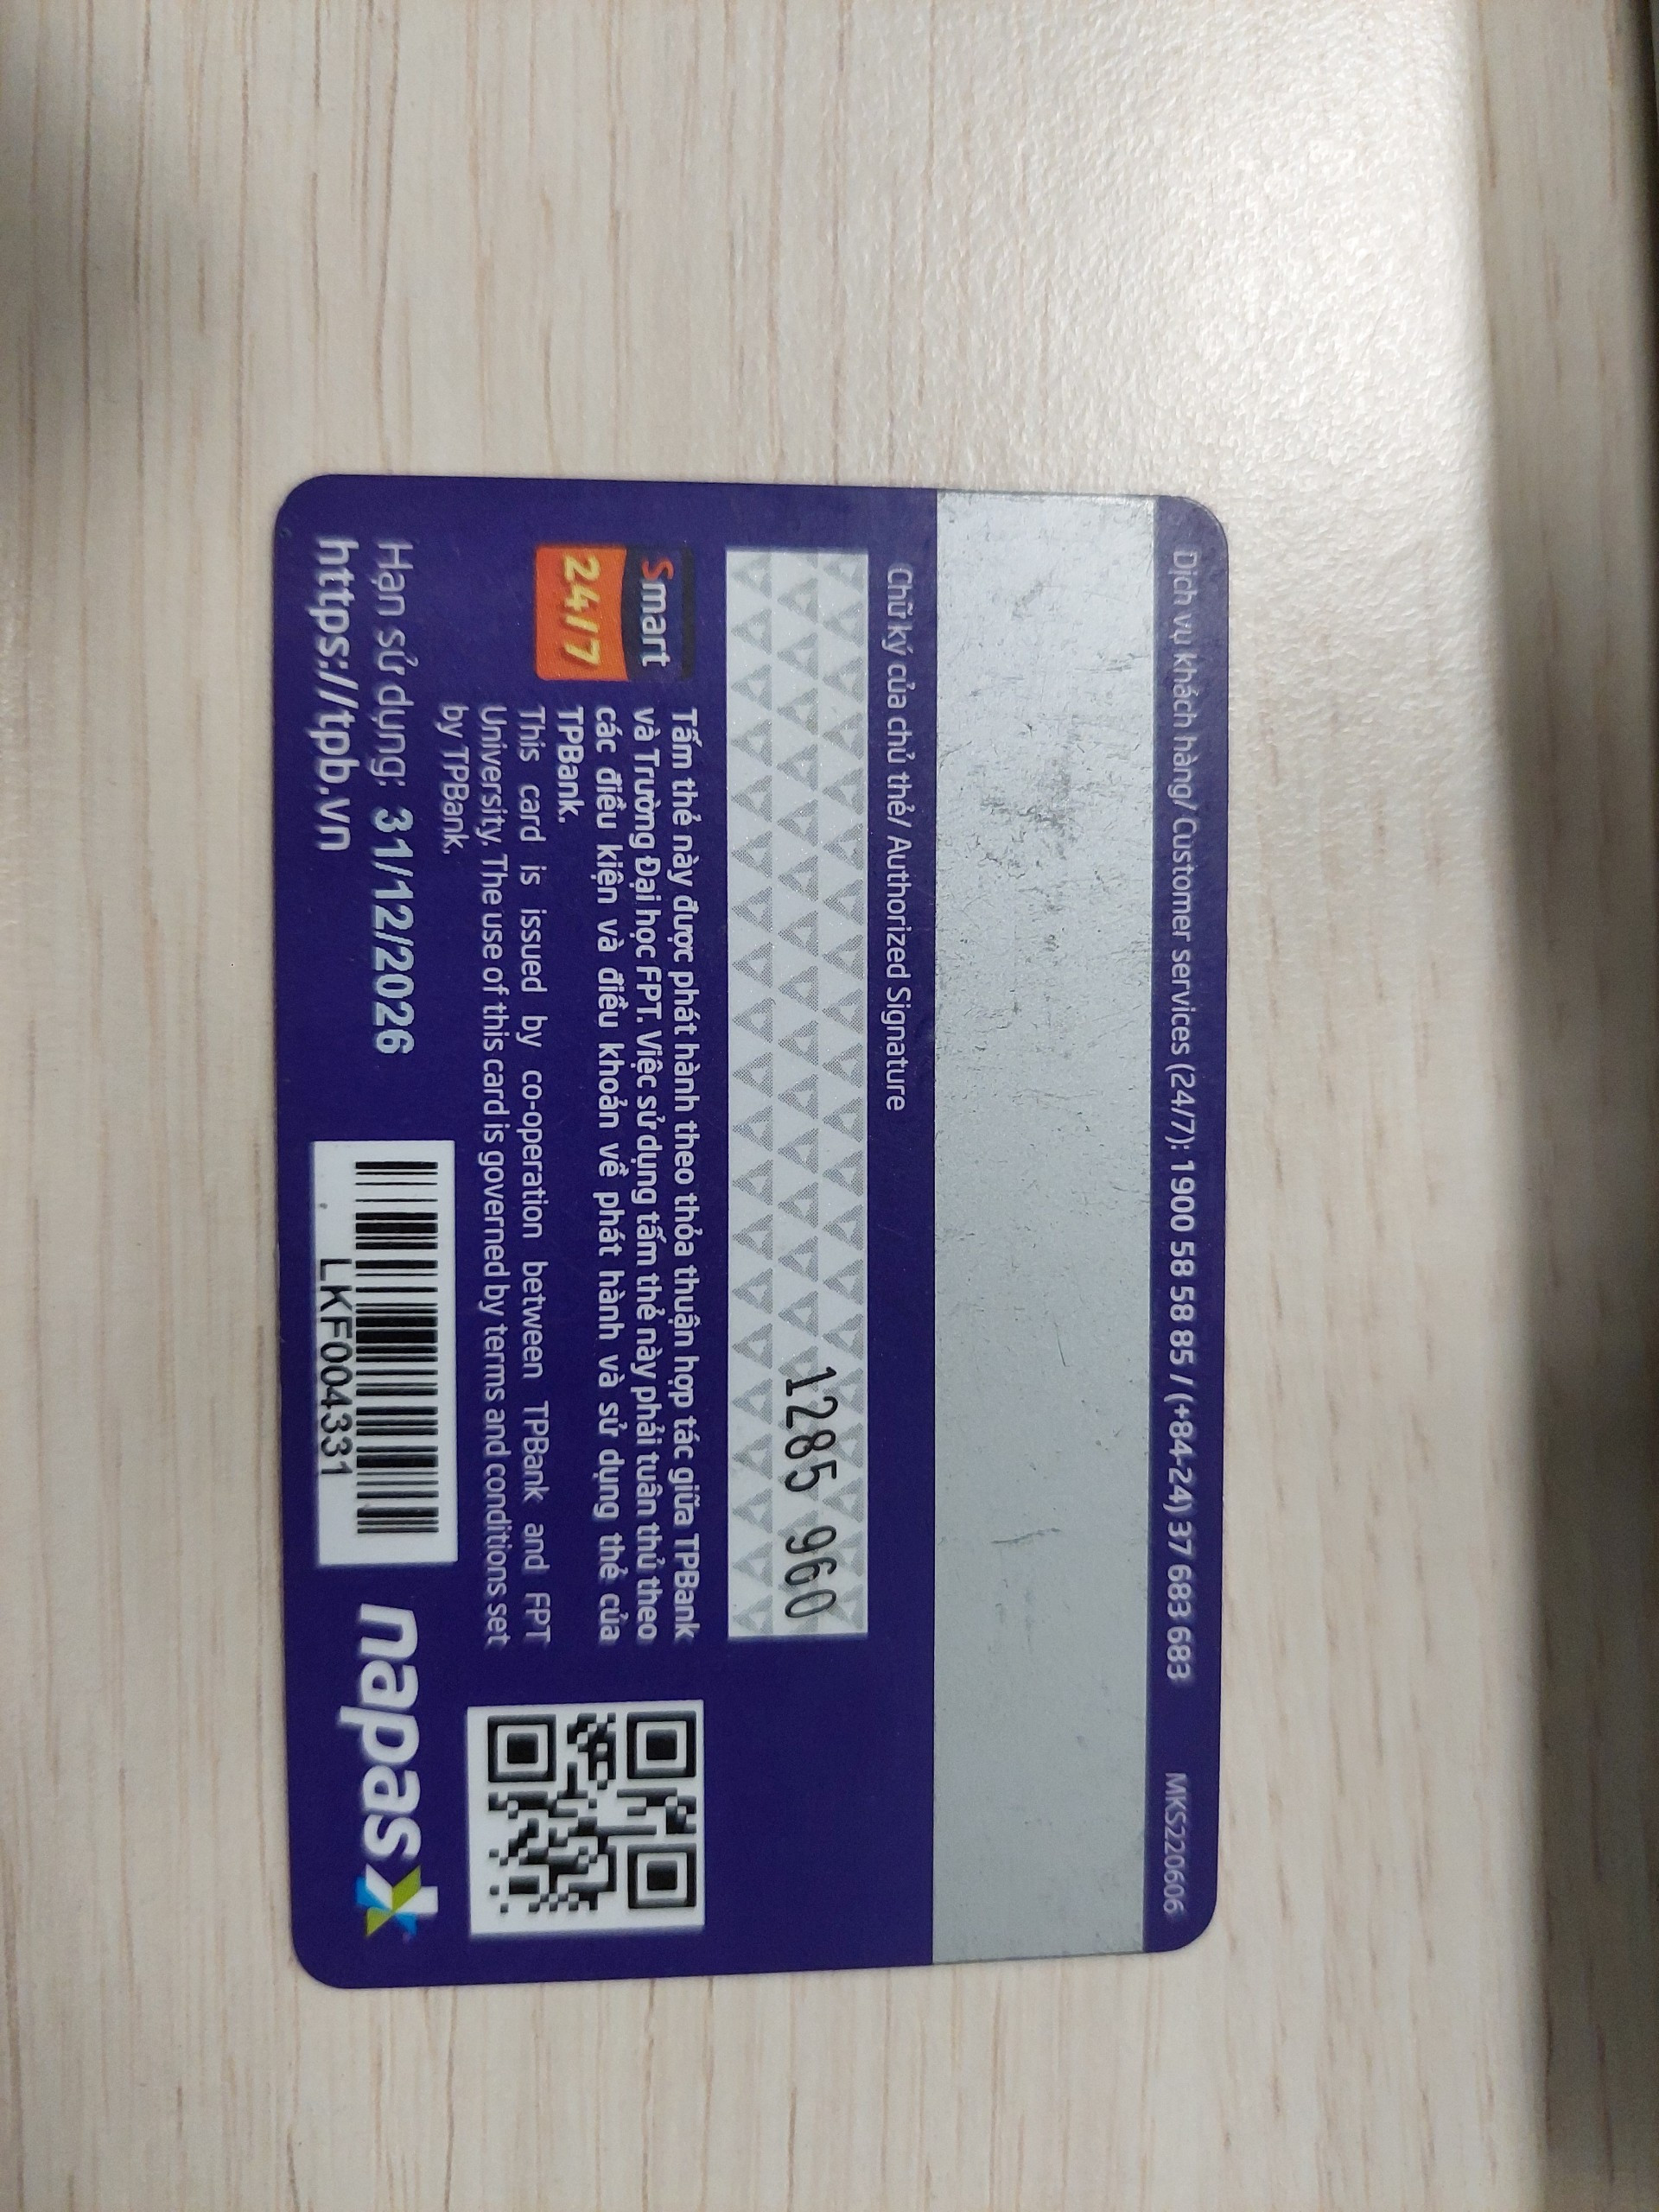 Dịch vụ khách hàng/ Customer services (24/7): 1900 58 58 85 / (+84-24) 37 683 683 MKS220606
Chữ ký của chủ thẻ/ Authorized Signature
1285 960
Smart
24/7
Tấm thẻ này được phát hành theo thỏa thuận hợp tác giữa TPBank
và Trường Đại học FPT. Việc sử dụng tấm thẻ này phải tuân thủ theo
các điều kiện và điều khoản về phát hành và sử dụng thẻ của
TPBank.
This card is issued by co-operation between TPBank and FPT
University. The use of this card is governed by terms and conditions set
by TPBank.
Hạn sử dụng: 31/12/2026
https://tpb.vn
LKF004331
napas